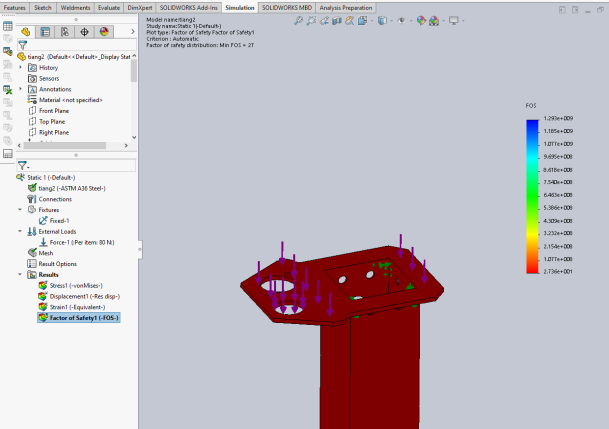 Features Sketch Weldments Evaluate DimXpert SOLIDWORKS Add-Ins Simulation SOLIDWORKS MBD Analysis Preparation
Model name:tiang2
Study name:Static 1(-Default-)
Plot type: Factor of Safety Factor of Safety1
Criterion : Automatic
Factor of safety distribution: Min FOS = 27
tiang2 (Default<<Default>_Display Stat
History
Sensors
Annotations
Material <not specified>
Front Plane
Top Plane
Right Plane
Static 1 (-Default-)
tiang2 (-ASTM A36 Steel-)
Connections
Fixtures
Fixed-1
External Loads
Force-1 (:Per item: 80 N:)
Mesh
Result Options
Results
Stress1 (-vonMises-)
Displacement1 (-Res disp-)
Strain1 (-Equivalent-)
Factor of Safety1 (-FOS-)
FOS
1.293e+009
1.185e+009
1.077e+009
9.695e+008
8.618e+008
7.540e+008
6.463e+008
5.386e+008
4.309e+008
3.232e+008
2.154e+008
1.077e+008
2.736e+001